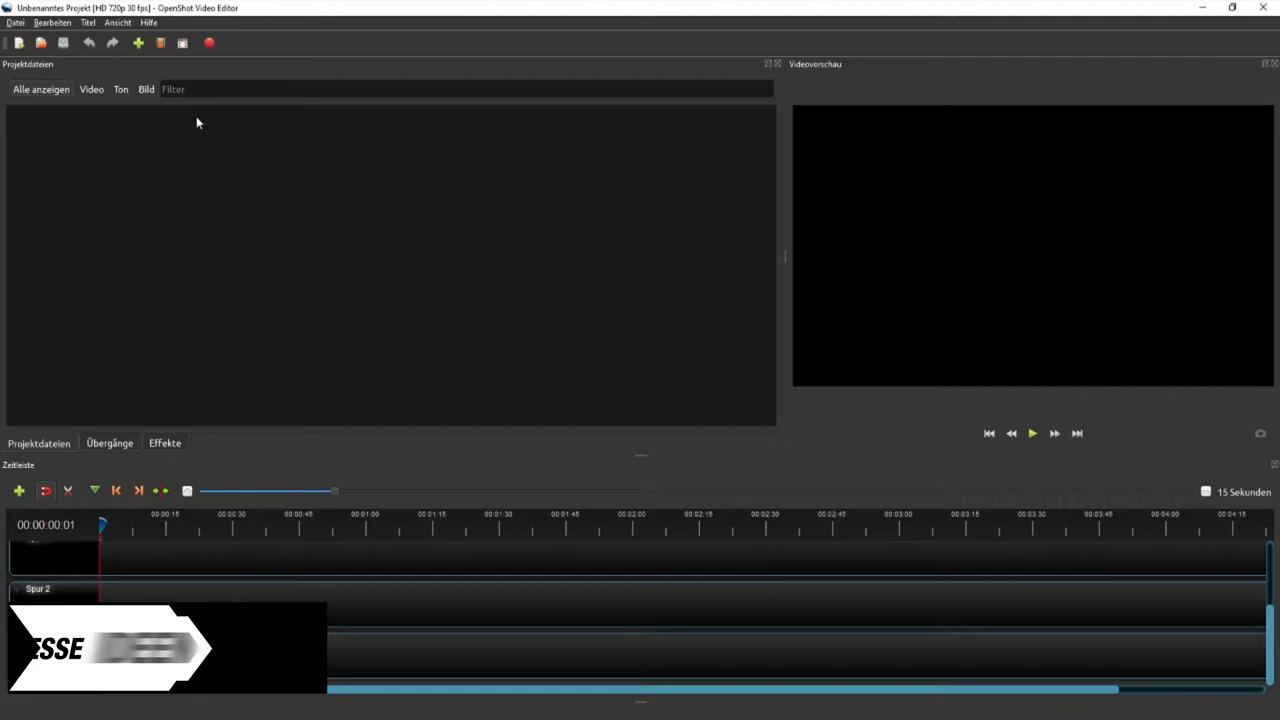 Unbenanntes Projekt [HD 720p 30 fps] - OpenShot Video Editor
Datei Bearbeiten Titel Ansicht Hilfe
Projektdateien
Videovorschau
Alle anzeigen Video Ton Bild Filter
Projektdateien Übergänge Effekte
Zeitleiste
15 Sekunden
00:00:00:01
00:00:15 00:00:30 00:00:45 00:01:00 00:01:15 00:01:30 00:01:45 00:02:00 00:02:15 00:02:30 00:02:45 00:03:00 00:03:15 00:03:30 00:03:45 00:04:00 00:04:15
Spur 2
ESSE